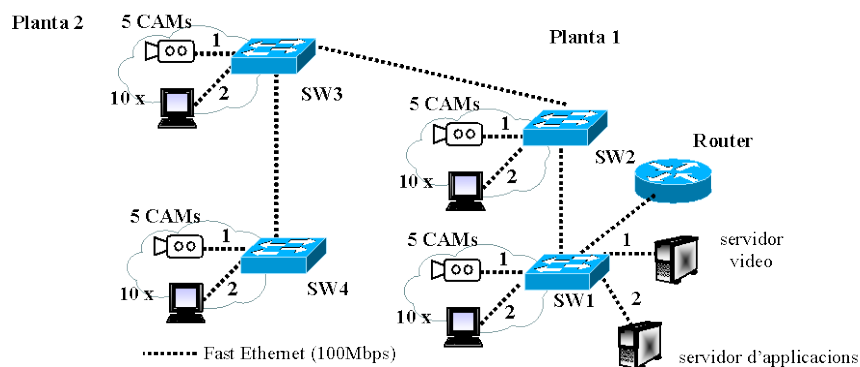 Planta 2
5 CAMs
1
2
10 x
SW3
Planta 1
5 CAMs
1
2
10 x
SW2
Router
5 CAMs
1
2
10 x
SW4
5 CAMs
1
2
10 x
SW1
1
servidor
video
2
servidor d'applicacions
Fast Ethernet (100Mbps)